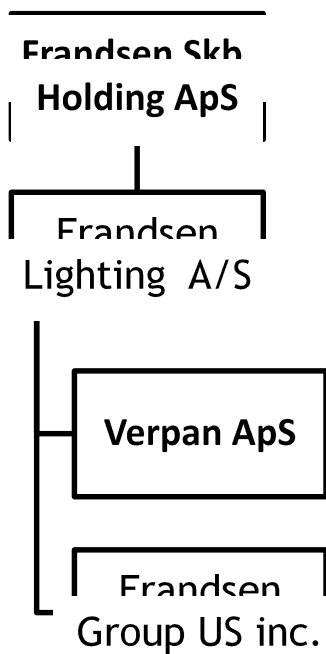 Frandsen Skb
Holding ApS
Frandsen
Lighting A/S
Verpan ApS
Frandsen
Group US inc.